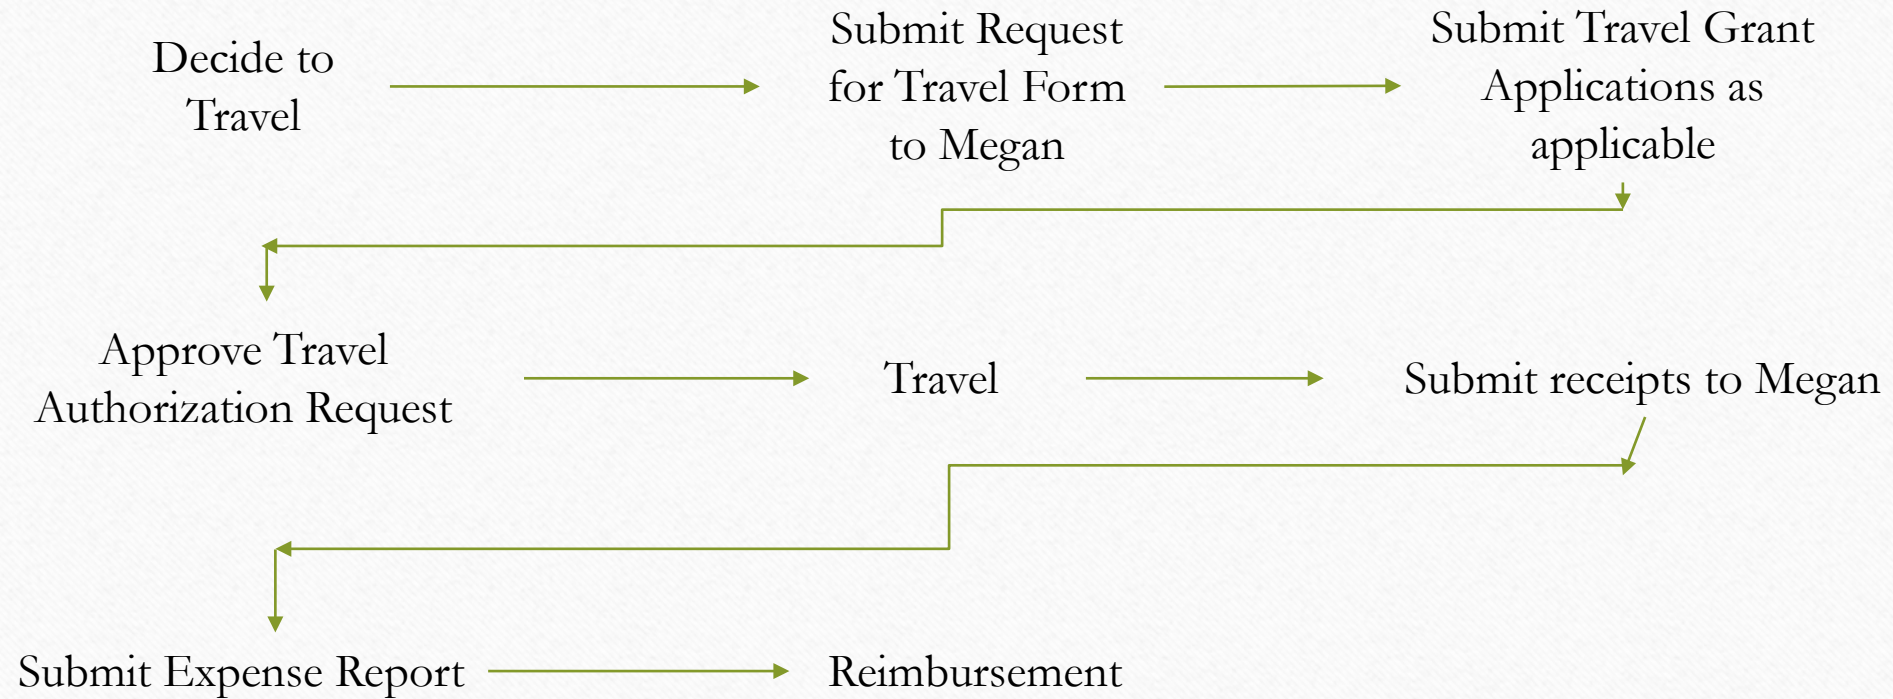 Decide to
Travel
Submit Request
for Travel Form
to Megan
Submit Travel Grant
Applications as
applicable
Approve Travel
Authorization Request
Travel
Submit receipts to Megan
Submit Expense Report
Reimbursement